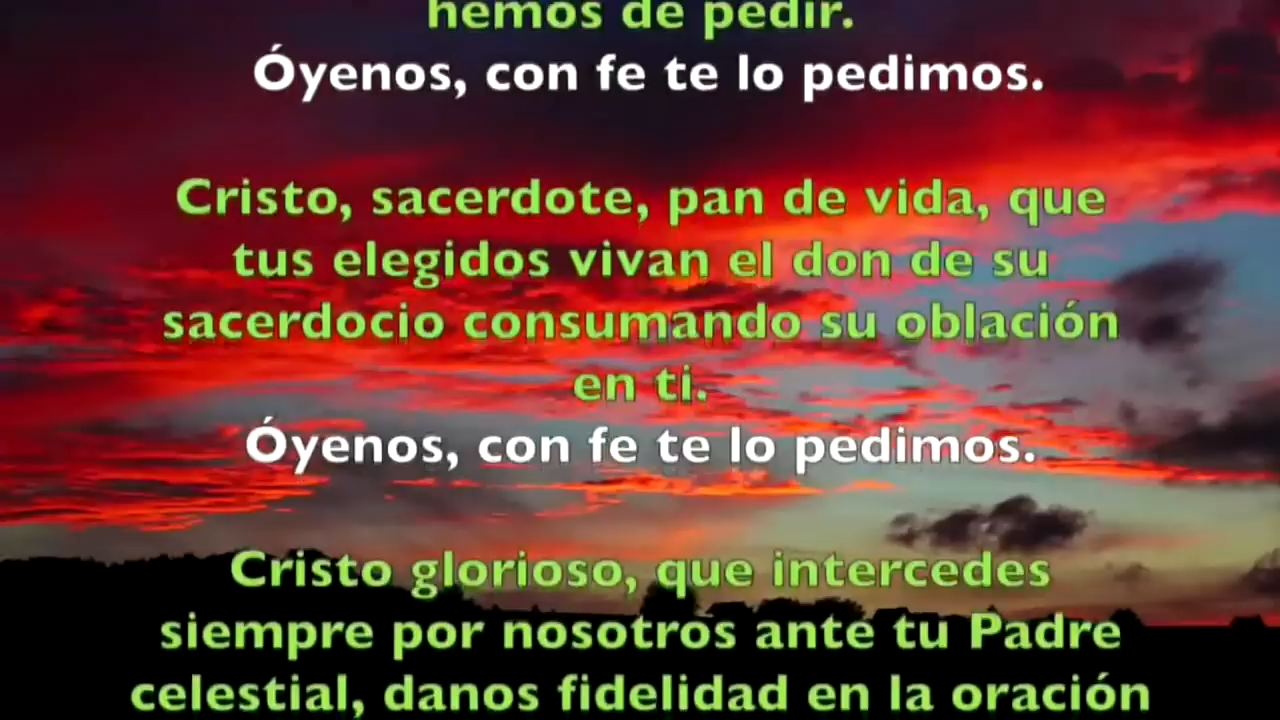 hemos de pedir.
Óyenos, con fe te lo pedimos.
Cristo, sacerdote, pan de vida, que
tus elegidos vivan el don de su
sacerdocio consumando su oblación
en ti.
Óyenos, con fe te lo pedimos.
Cristo glorioso, que intercedes
siempre por nosotros ante tu Padre
celestial, danos fidelidad en la oración